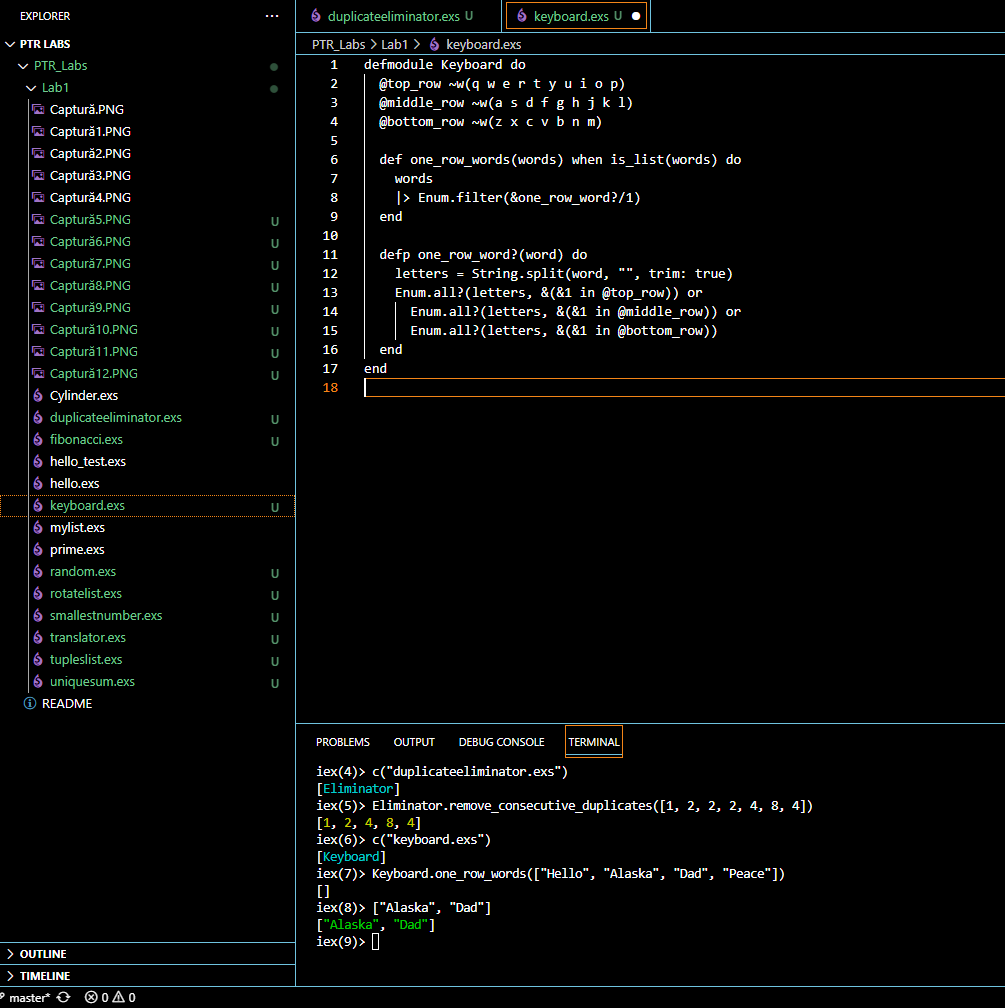 EXPLORER ...
PTR LABS
PTR_Labs
Lab1
Captură.PNG
Captură1.PNG
Captură2.PNG
Captură3.PNG
Captură4.PNG
Captură5.PNG U
Captură6.PNG U
Captură7.PNG U
Captură8.PNG U
Captură9.PNG U
Captură10.PNG U
Captură11.PNG U
Captură12.PNG U
Cylinder.exs
duplicateeliminator.exs U
fibonacci.exs U
hello_test.exs
hello.exs
keyboard.exs U
mylist.exs
prime.exs
random.exs U
rotatelist.exs U
smallestnumber.exs U
translator.exs U
tupleslist.exs U
uniquesum.exs U
README
OUTLINE
TIMELINE
duplicateeliminator.exs U keyboard.exs U
PTR_Labs > Lab1 > keyboard.exs
1 defmodule Keyboard do
2 @top_row ~w(q w e r t y u i o p)
3 @middle_row ~w(a s d f g h j k l)
4 @bottom_row ~w(z x c v b n m)
5
6 def one_row_words(words) when is_list(words) do
7 words
8 |> Enum.filter(&one_row_word?/1)
9 end
10
11 defp one_row_word?(word) do
12 letters = String.split(word, "", trim: true)
13 Enum.all?(letters, &(&1 in @top_row)) or
14 Enum.all?(letters, &(&1 in @middle_row)) or
15 Enum.all?(letters, &(&1 in @bottom_row))
16 end
17 end
18
PROBLEMS OUTPUT DEBUG CONSOLE TERMINAL
iex(4)> c("duplicateeliminator.exs")
[Eliminator]
iex(5)> Eliminator.remove_consecutive_duplicates([1, 2, 2, 2, 4, 8, 4])
[1, 2, 4, 8, 4]
iex(6)> c("keyboard.exs")
[Keyboard]
iex(7)> Keyboard.one_row_words(["Hello", "Alaska", "Dad", "Peace"])
[]
iex(8)> ["Alaska", "Dad"]
["Alaska", "Dad"]
iex(9)>
master* 0 0